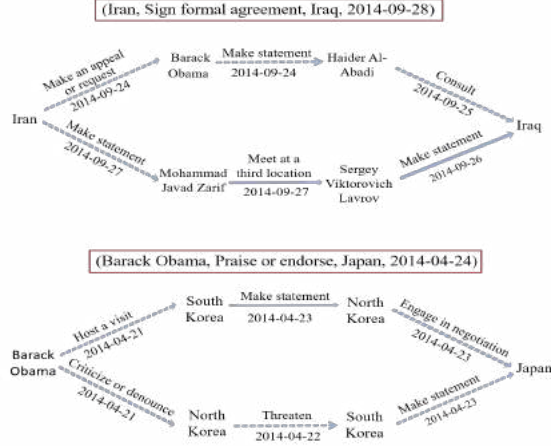 (Iran, Sign formal agreement, Iraq, 2014-09-28)
Make an appeal
or request
2014-09-24
Barack
Obama
Make statement
2014-09-24
Haider Al-
Abadi
Consult
2014-09-25
Iran
Iraq
Make statement
2014-09-27
Mohammad
Javad Zarif
Meet at a
third location
2014-09-27
Sergey
Viktorovich
Lavrov
Make statement
2014-09-26
(Barack Obama, Praise or endorse, Japan, 2014-04-24)
Host a visit
2014-04-21
South
Korea
Make statement
2014-04-23
North
Korea
Engage in negotiation
2014-04-23
Barack
Obama
Japan
Criticize or denounce
2014-04-21
North
Korea
Threaten
2014-04-22
South
Korea
Make statement
2014-04-23